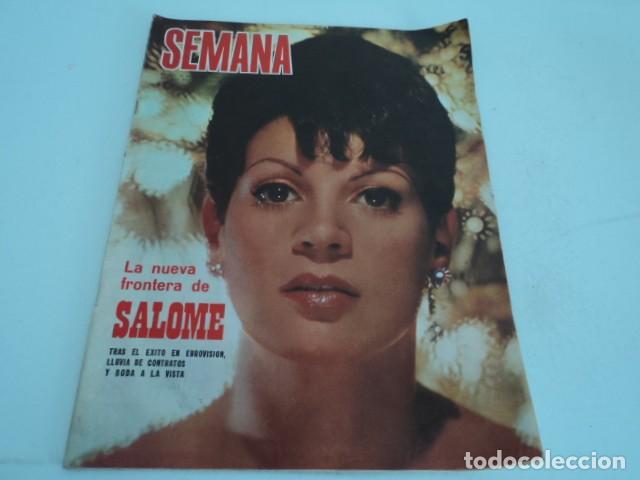 SEMANA
La nueva
frontera de
SALOME
TRAS EL EXITO EN EUROVISION,
LLUVIA DE CONTRATOS
Y BODA A LA VISTA
todocoleccion